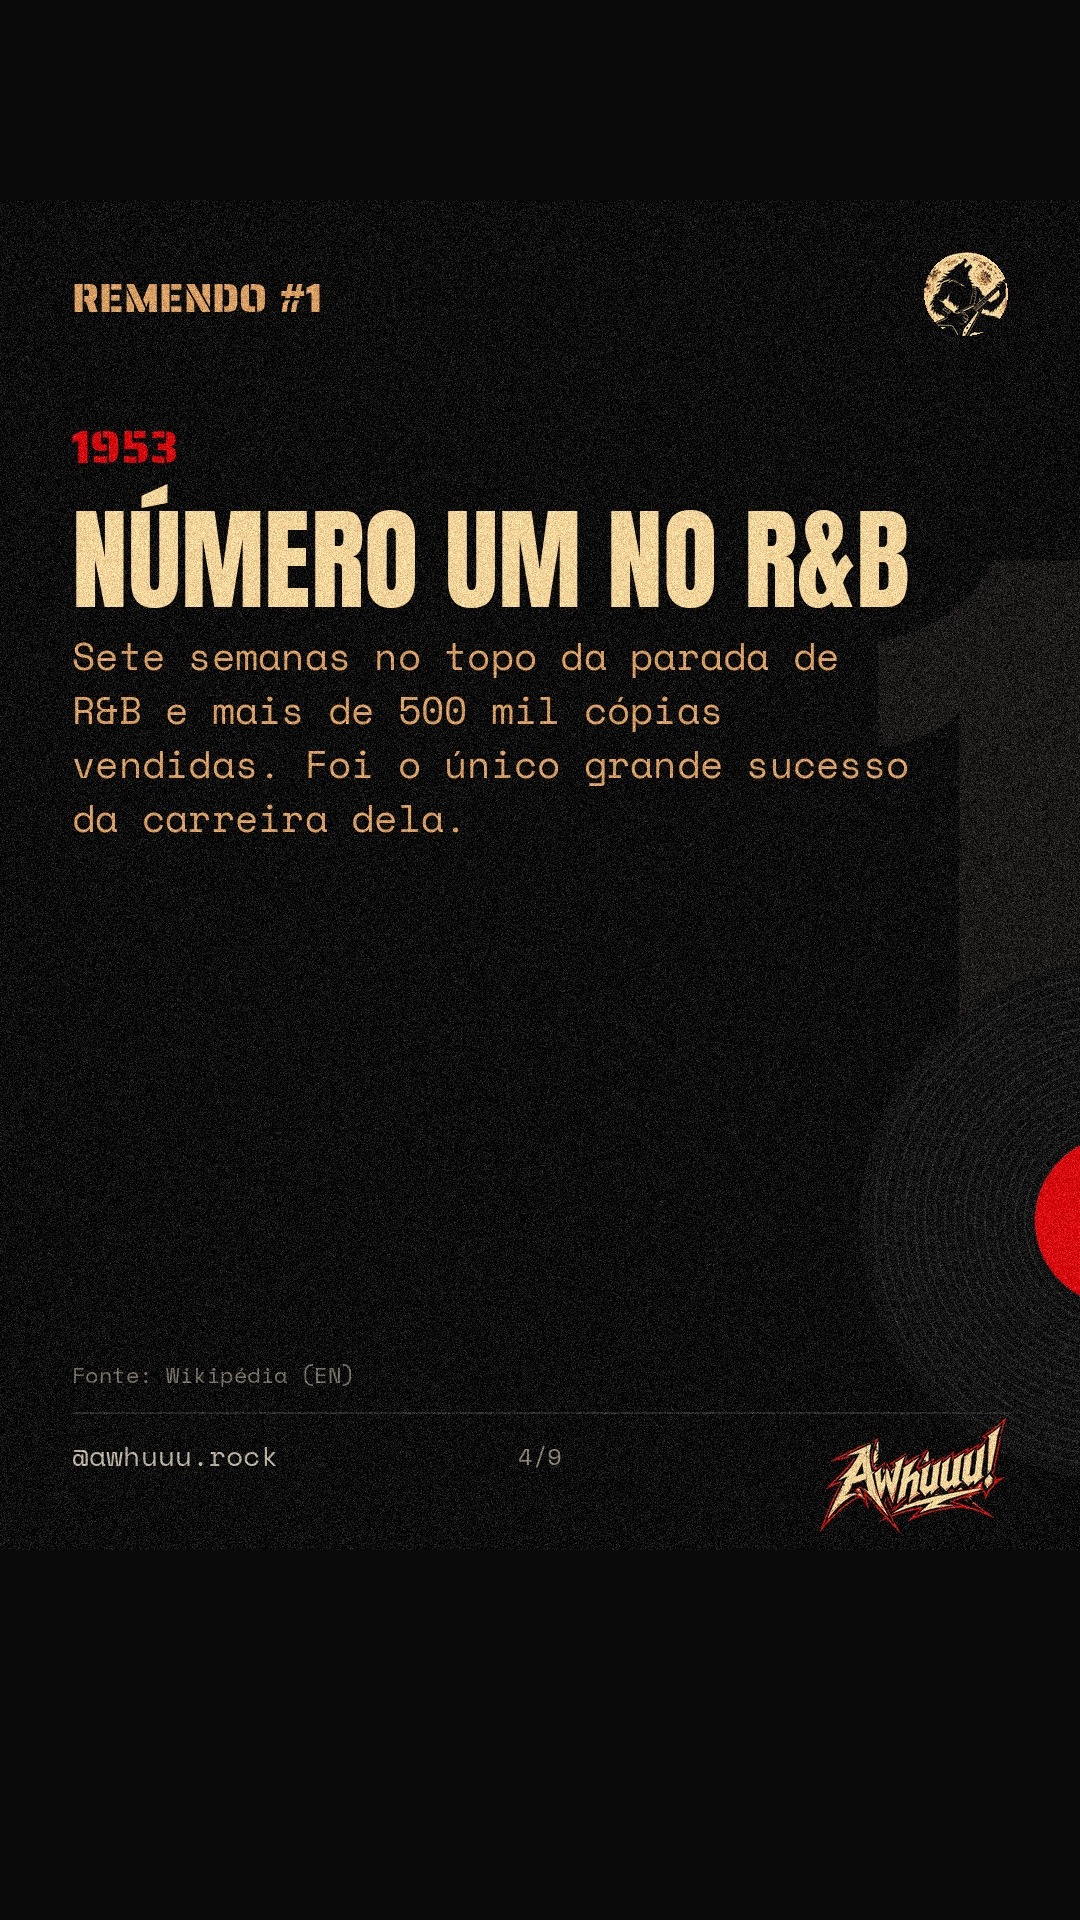 REMENDO #1
1953
NÚMERO UM NO R&B
Sete semanas no topo da parada de
R&B e mais de 500 mil cópias
vendidas. Foi o único grande sucesso
da carreira dela.
1
Fonte: Wikipédia (EN)
@awhuuu.rock
4/9
Awhuuu!